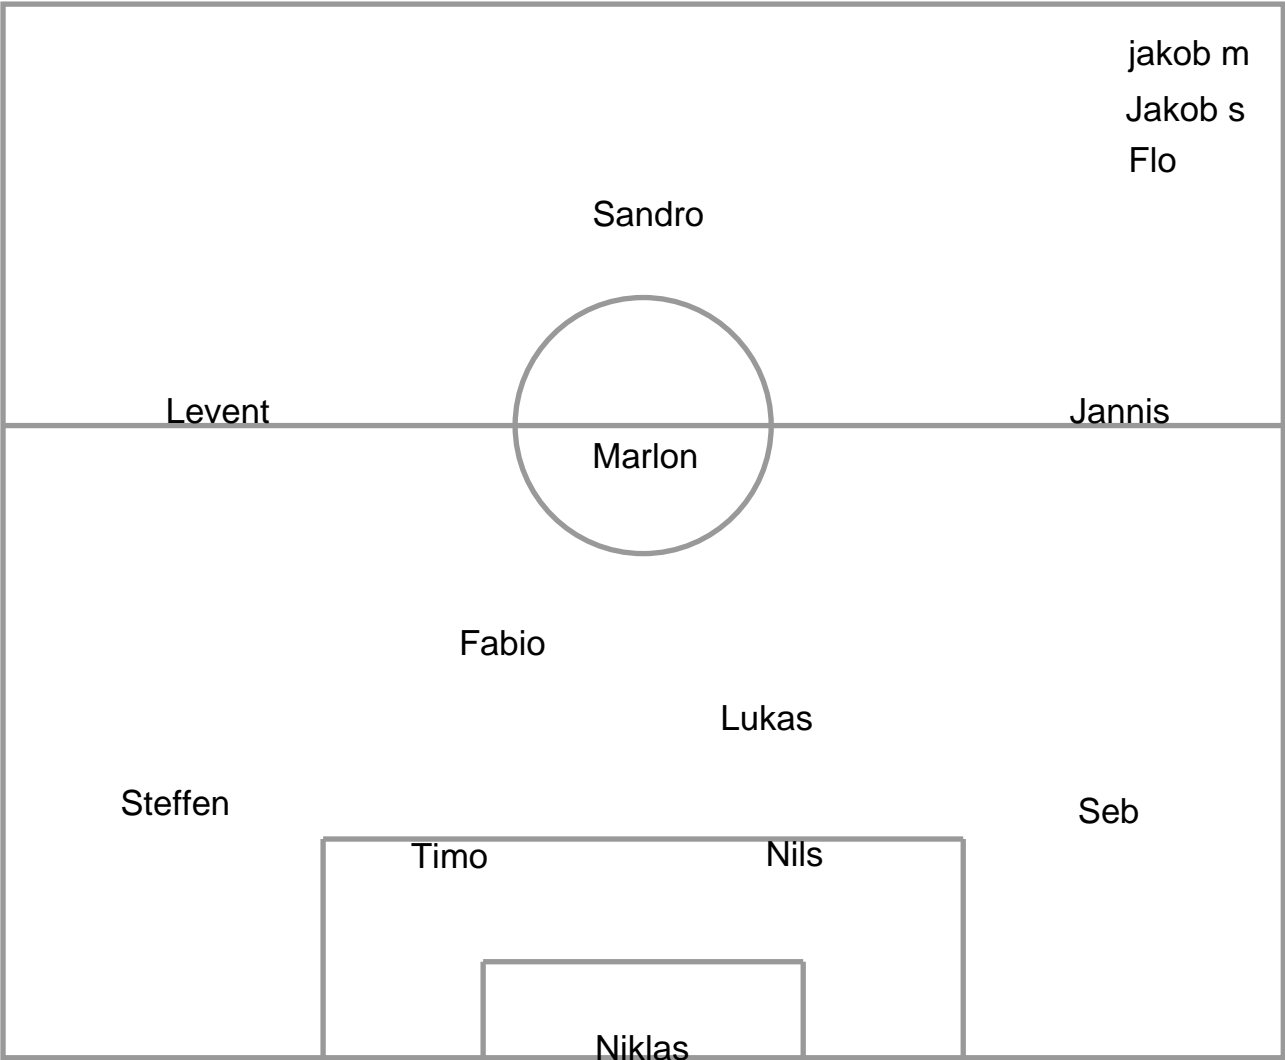 jakob m
Jakob s
Flo
Sandro
Levent
Jannis
Marlon
Fabio
Lukas
Steffen
Seb
Timo
Nils
Niklas